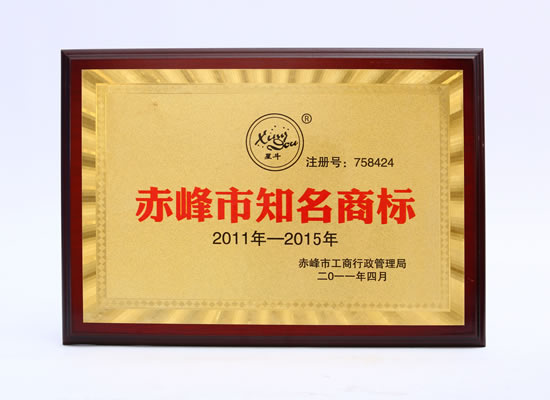 Xing Dou
®
星斗
注册号：758424
赤峰市知名商标
2011年—2015年
赤峰市工商行政管理局
二0一一年四月